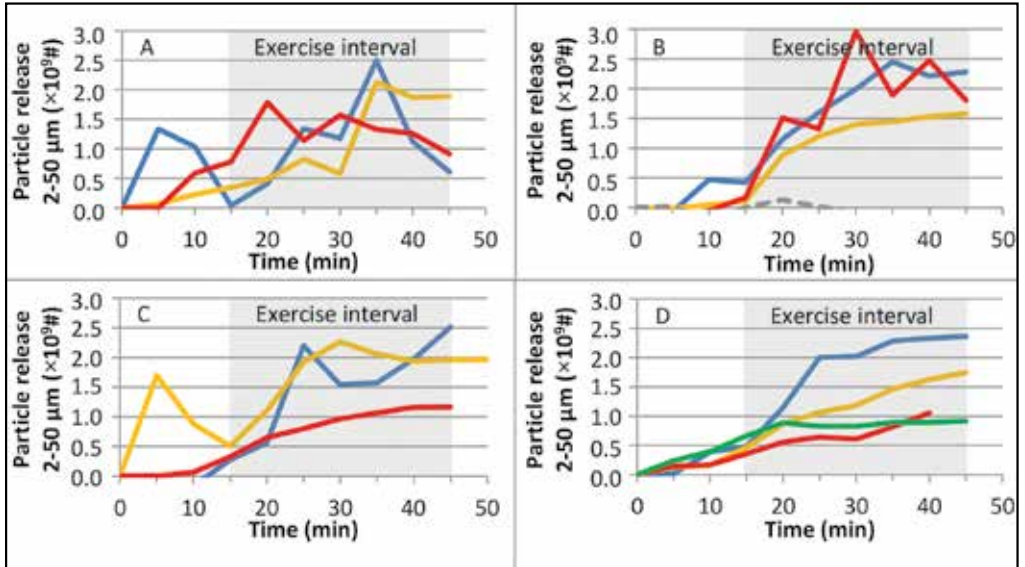 A
Exercise interval
Particle release
2-50 µm (×10⁹#)
3.0
2.5
2.0
1.5
1.0
0.5
0.0
0 10 20 30 40 50
Time (min)
B
Exercise interval
Particle release
2-50 µm (×10⁹#)
3.0
2.5
2.0
1.5
1.0
0.5
0.0
0 10 20 30 40 50
Time (min)
C
Exercise interval
Particle release
2-50 µm (×10⁹#)
3.0
2.5
2.0
1.5
1.0
0.5
0.0
0 10 20 30 40 50
Time (min)
D
Exercise interval
Particle release
2-50 µm (×10⁹#)
3.0
2.5
2.0
1.5
1.0
0.5
0.0
0 10 20 30 40 50
Time (min)